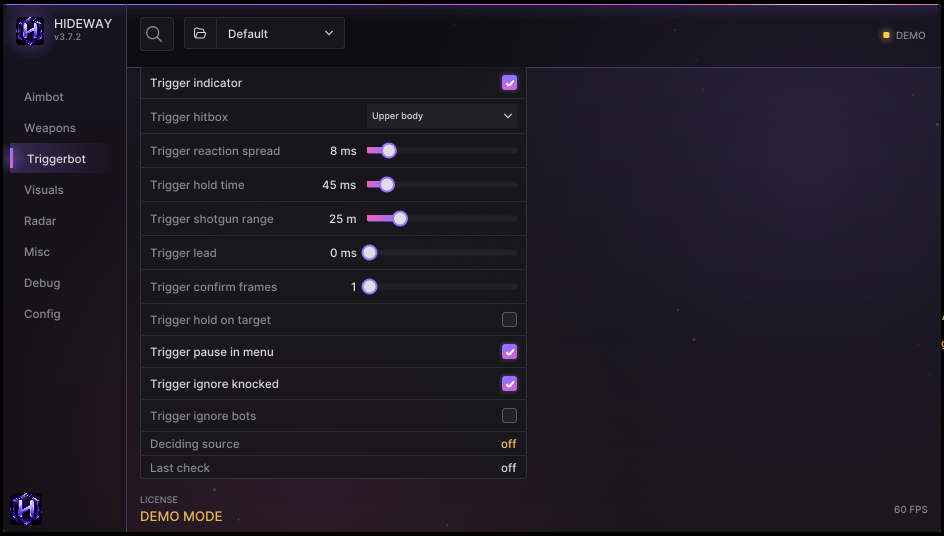 HIDEWAY
v3.7.2
Default
DEMO
Aimbot
Weapons
Triggerbot
Visuals
Radar
Misc
Debug
Config
Trigger indicator
Trigger hitbox Upper body
Trigger reaction spread 8 ms
Trigger hold time 45 ms
Trigger shotgun range 25 m
Trigger lead 0 ms
Trigger confirm frames 1
Trigger hold on target
Trigger pause in menu
Trigger ignore knocked
Trigger ignore bots
Deciding source off
Last check off
LICENSE
DEMO MODE
60 FPS